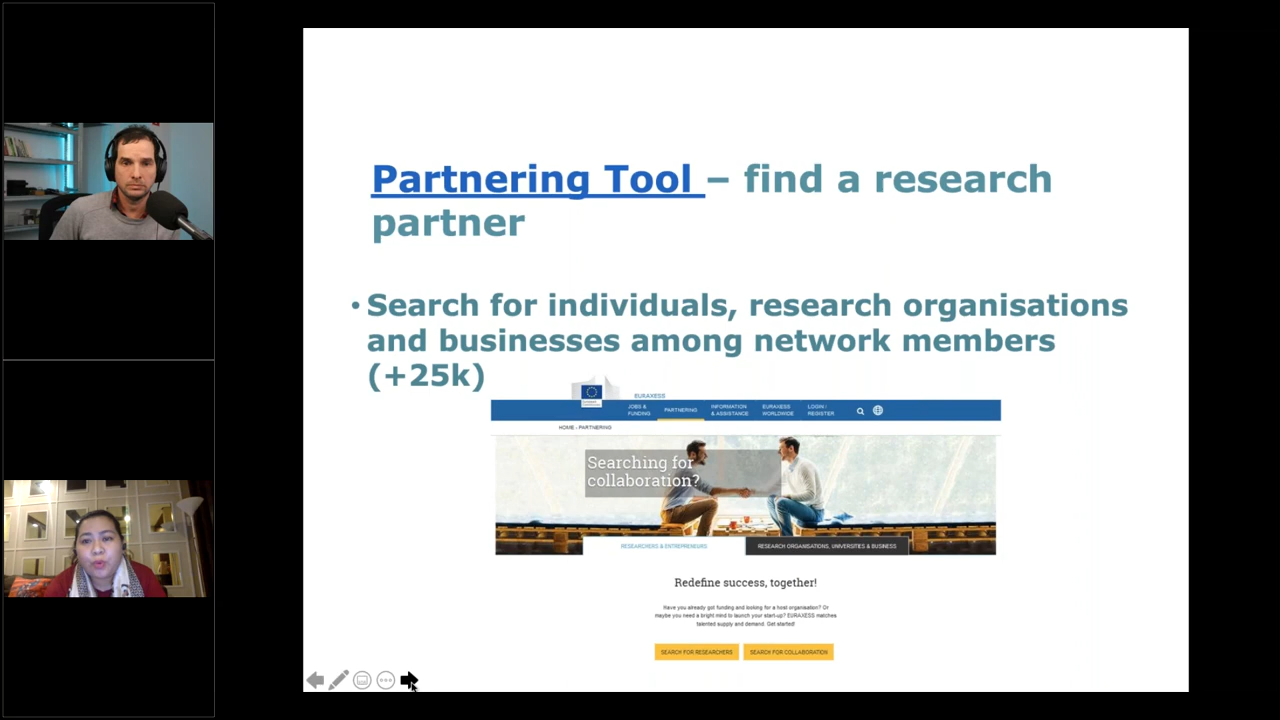 Partnering Tool – find a research
partner
• Search for individuals, research organisations
and businesses among network members
(+25k)
European
Commission
EURAXESS
JOBS &
FUNDING
PARTNERING
INFORMATION
& ASSISTANCE
EURAXESS
WORLDWIDE
LOGIN /
REGISTER
HOME › PARTNERING
Searching for
collaboration?
RESEARCHERS & ENTREPRENEURS
RESEARCH ORGANISATIONS, UNIVERSITIES & BUSINESS
Redefine success, together!
Have you already got funding and looking for a host organisation? Or
maybe you need a bright mind to launch your start-up? EURAXESS matches
talented supply and demand. Get started!
SEARCH FOR RESEARCHERS
SEARCH FOR COLLABORATION